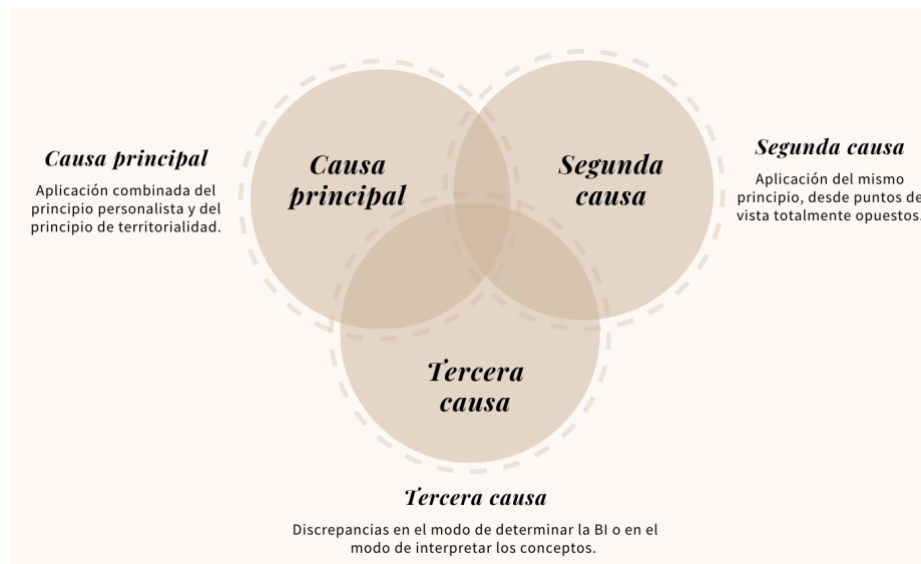 Causa principal
Aplicación combinada del
principio personalista y del
principio de territorialidad.
Causa
principal
Segunda
causa
Segunda causa
Aplicación del mismo
principio, desde puntos de
vista totalmente opuestos.
Tercera
causa
Tercera causa
Discrepancias en el modo de determinar la BI o en el
modo de interpretar los conceptos.